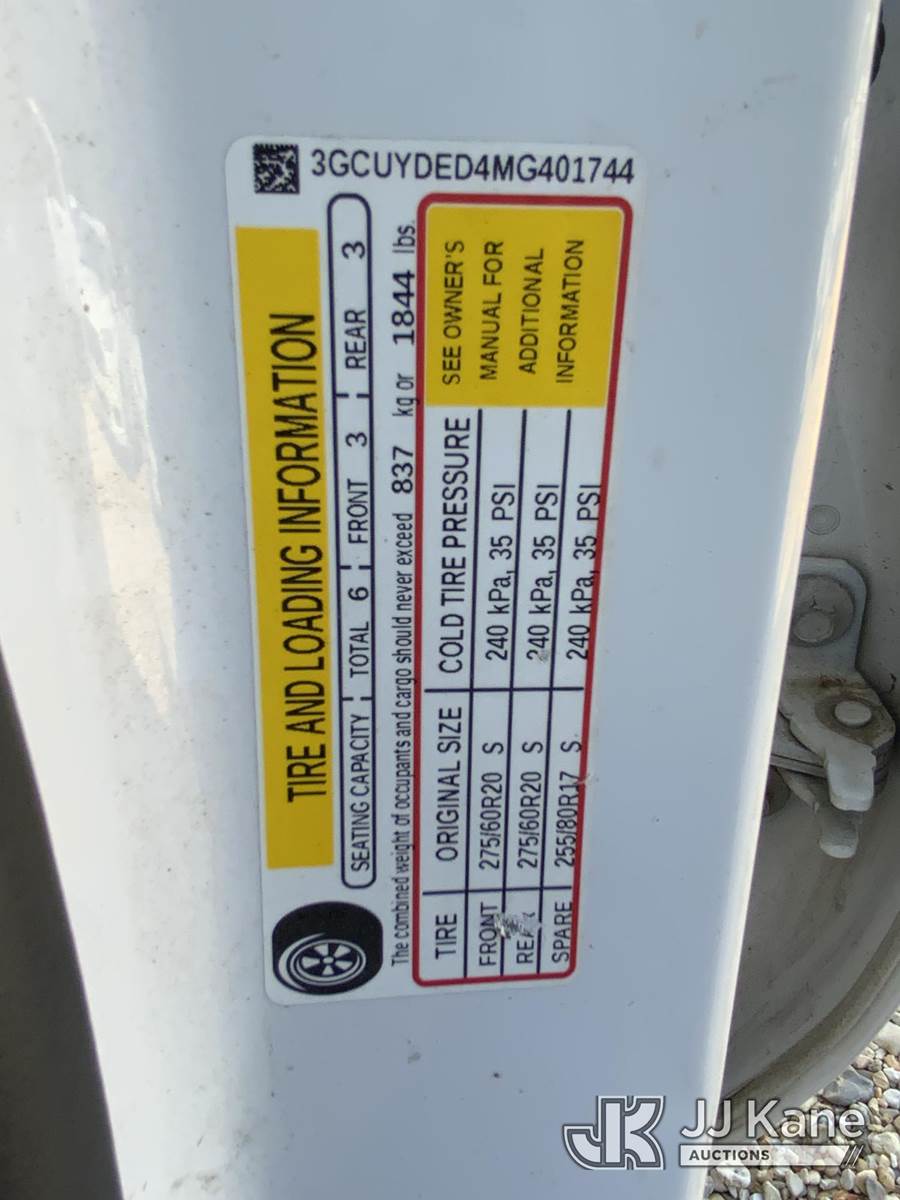 3GCUYDED4MG401744
TIRE AND LOADING INFORMATION
SEATING CAPACITY TOTAL 6 FRONT 3 REAR 3
The combined weight of occupants and cargo should never exceed 837 kg or 1844 lbs.
TIRE ORIGINAL SIZE COLD TIRE PRESSURE
FRONT 275/60R20 S 240 kPa, 35 PSI
REAR 275/60R20 S 240 kPa, 35 PSI
SPARE 255/80R17 S 240 kPa, 35 PSI
SEE OWNER'S
MANUAL FOR
ADDITIONAL
INFORMATION
JK JJ Kane
AUCTIONS